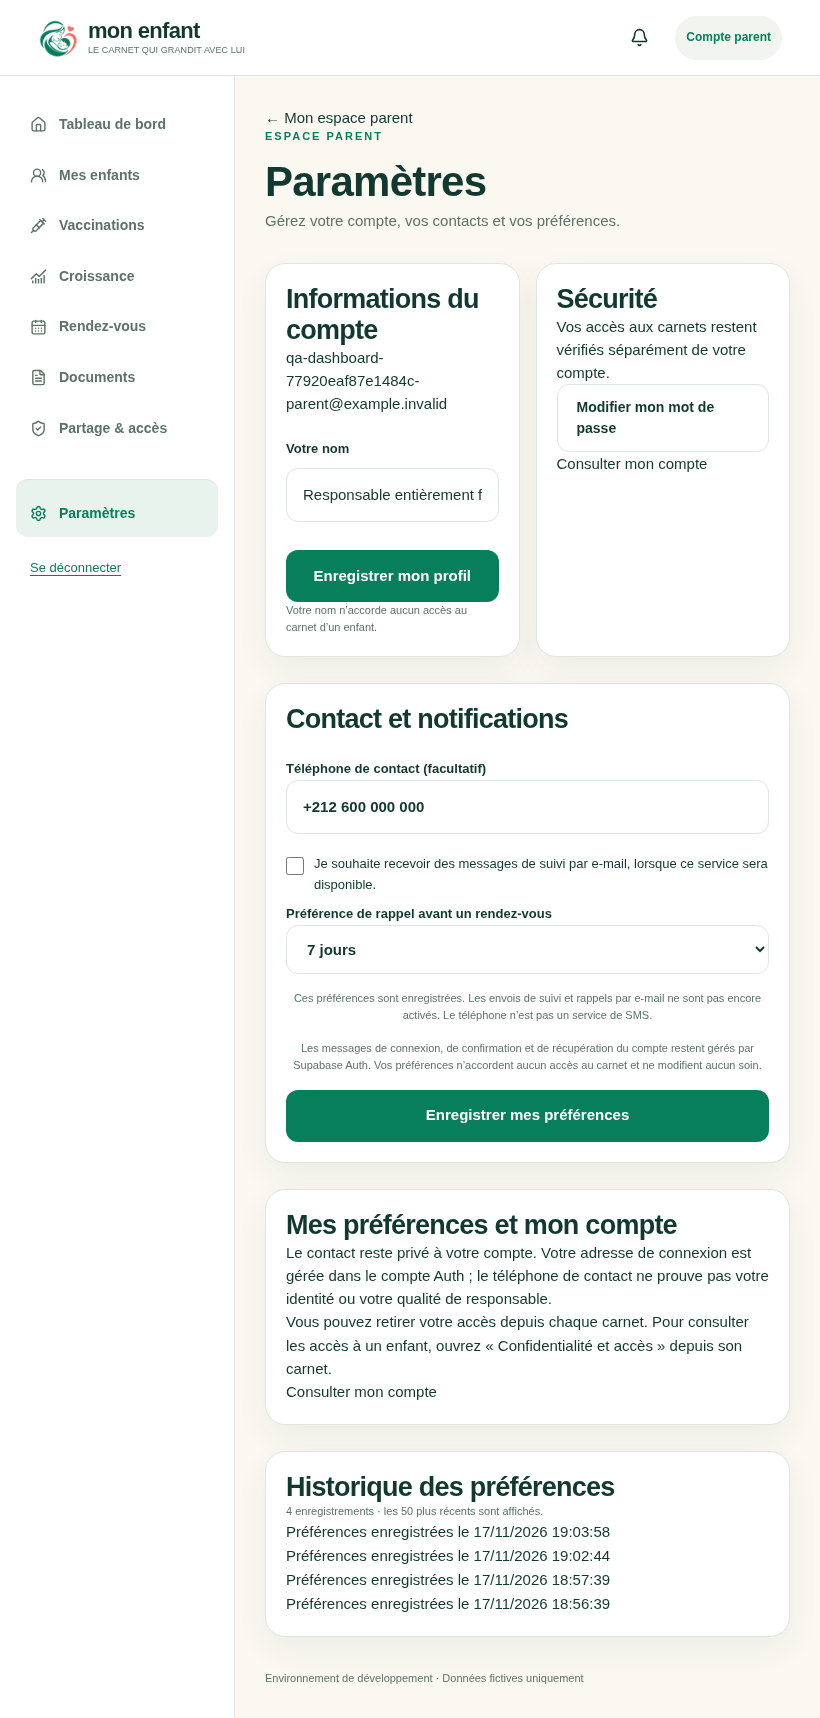 mon enfant
LE CARNET QUI GRANDIT AVEC LUI
Compte parent
Tableau de bord
Mes enfants
Vaccinations
Croissance
Rendez-vous
Documents
Partage & accès
Paramètres
Se déconnecter
← Mon espace parent
ESPACE PARENT
Paramètres
Gérez votre compte, vos contacts et vos préférences.
Informations du
compte
qa-dashboard-
77920eaf87e1484c-
parent@example.invalid
Votre nom
Responsable entièrement f
Enregistrer mon profil
Votre nom n’accorde aucun accès au
carnet d’un enfant.
Sécurité
Vos accès aux carnets restent
vérifiés séparément de votre
compte.
Modifier mon mot de
passe
Consulter mon compte
Contact et notifications
Téléphone de contact (facultatif)
+212 600 000 000
Je souhaite recevoir des messages de suivi par e-mail, lorsque ce service sera
disponible.
Préférence de rappel avant un rendez-vous
7 jours
Ces préférences sont enregistrées. Les envois de suivi et rappels par e-mail ne sont pas encore
activés. Le téléphone n’est pas un service de SMS.
Les messages de connexion, de confirmation et de récupération du compte restent gérés par
Supabase Auth. Vos préférences n’accordent aucun accès au carnet et ne modifient aucun soin.
Enregistrer mes préférences
Mes préférences et mon compte
Le contact reste privé à votre compte. Votre adresse de connexion est
gérée dans le compte Auth ; le téléphone de contact ne prouve pas votre
identité ou votre qualité de responsable.
Vous pouvez retirer votre accès depuis chaque carnet. Pour consulter
les accès à un enfant, ouvrez « Confidentialité et accès » depuis son
carnet.
Consulter mon compte
Historique des préférences
4 enregistrements · les 50 plus récents sont affichés.
Préférences enregistrées le 17/11/2026 19:03:58
Préférences enregistrées le 17/11/2026 19:02:44
Préférences enregistrées le 17/11/2026 18:57:39
Préférences enregistrées le 17/11/2026 18:56:39
Environnement de développement · Données fictives uniquement